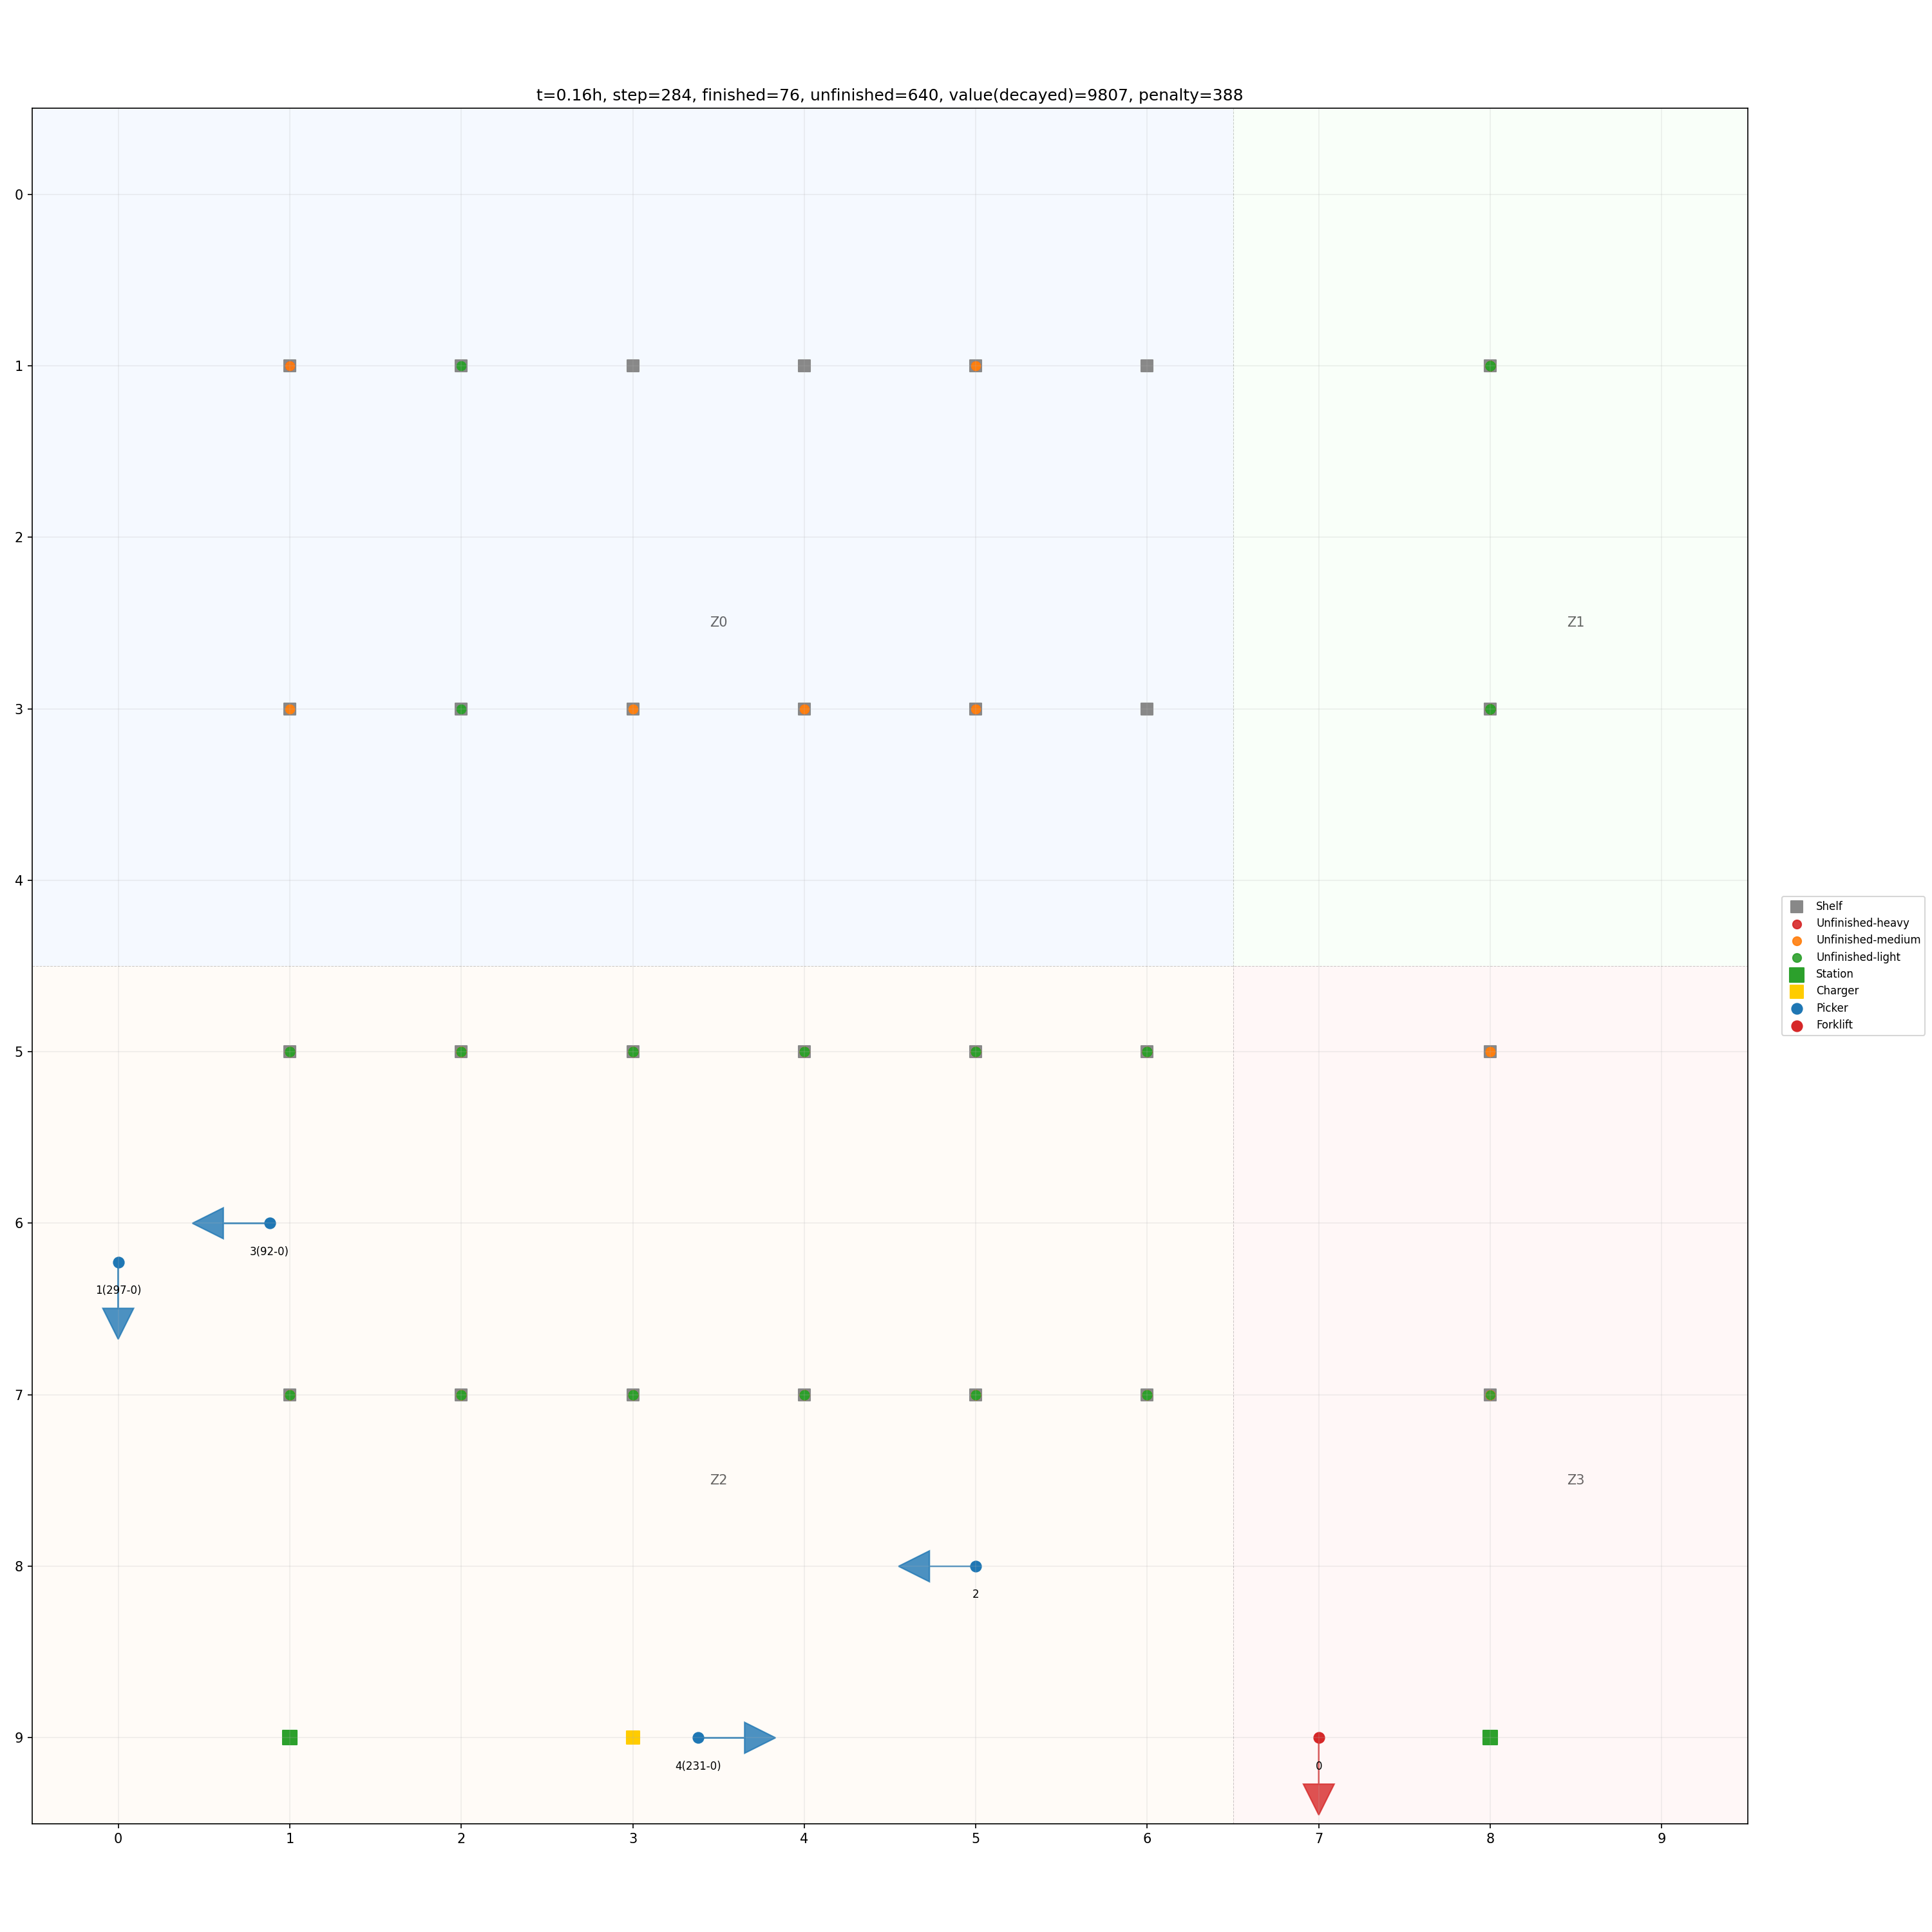 t=0.16h, step=284, finished=76, unfinished=640, value(decayed)=9807, penalty=388
0
1
2
Z0
Z1
3
4
Shelf
Unfinished-heavy
Unfinished-medium
Unfinished-light
Station
Charger
Picker
Forklift
5
6
3(92-0)
1(297-0)
7
Z2
Z3
8
2
9
4(231-0)
0
0
1
2
3
4
5
6
7
8
9